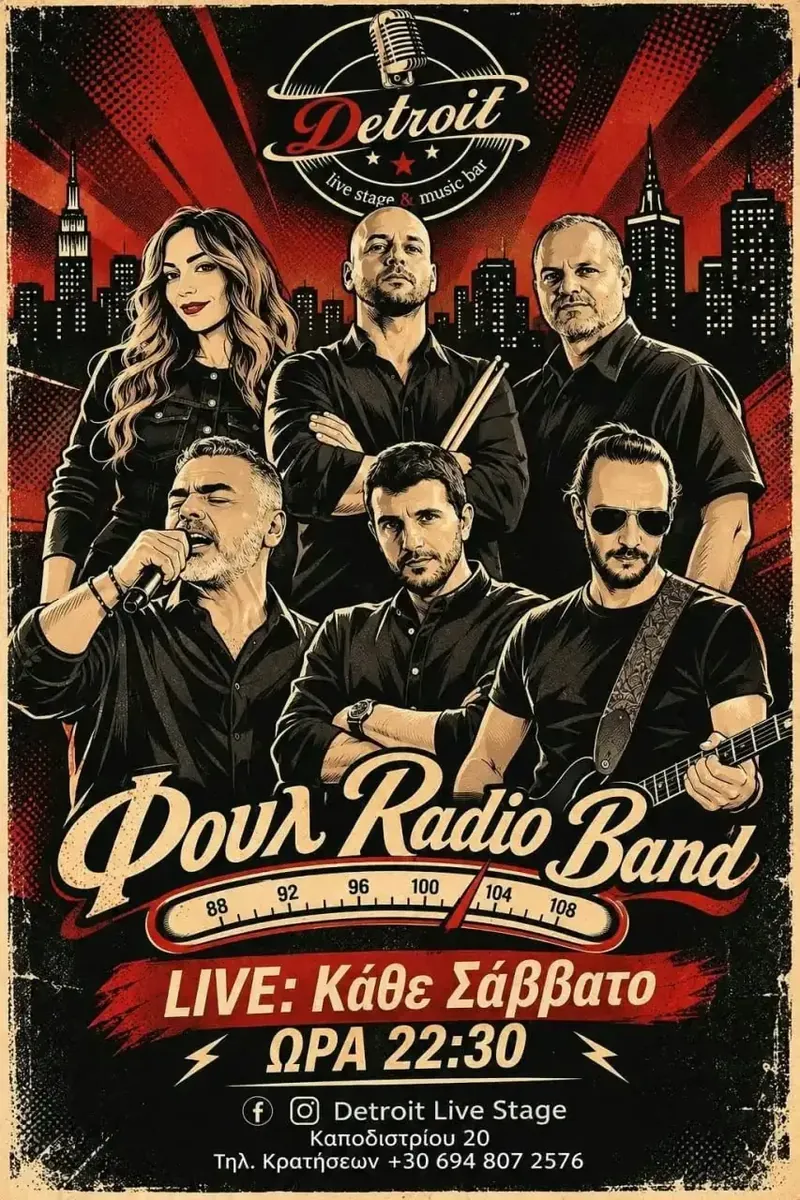 Detroit
live stage & music bar
Φουλ Radio Band
88 92 96 100 104 108
LIVE: Κάθε Σάββατο
ΩΡΑ 22:30
Detroit Live Stage
Καποδιστρίου 20
Τηλ. Κρατήσεων +30 694 807 2576